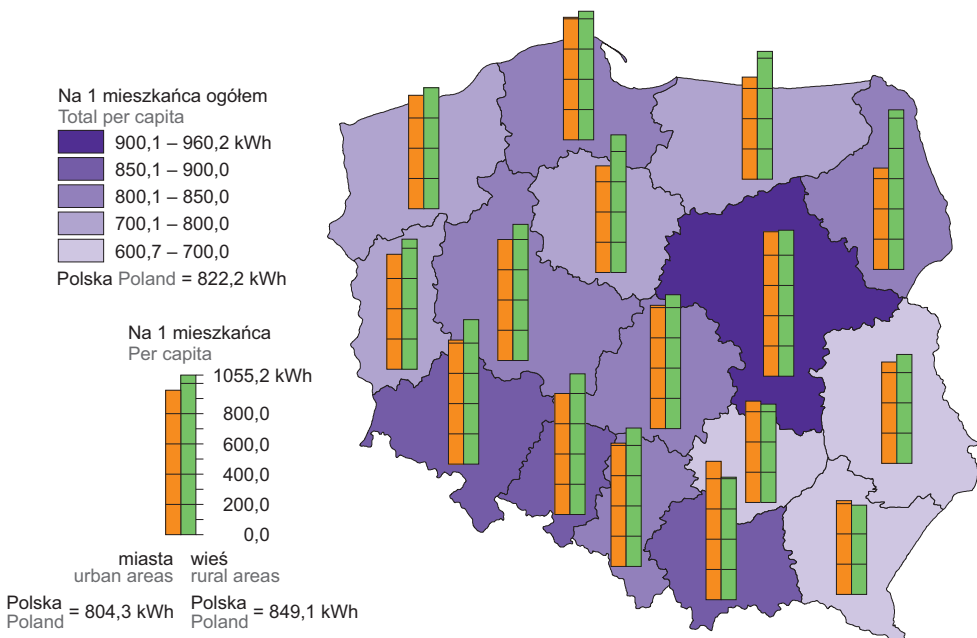 Na 1 mieszkańca ogółem
Total per capita
900,1 – 960,2 kWh
850,1 – 900,0
800,1 – 850,0
700,1 – 800,0
600,7 – 700,0
Polska Poland = 822,2 kWh
Na 1 mieszkańca
Per capita
1055,2 kWh
800,0
600,0
400,0
200,0
0,0
miasta wieś
urban areas rural areas
Polska = 804,3 kWh Polska = 849,1 kWh
Poland Poland